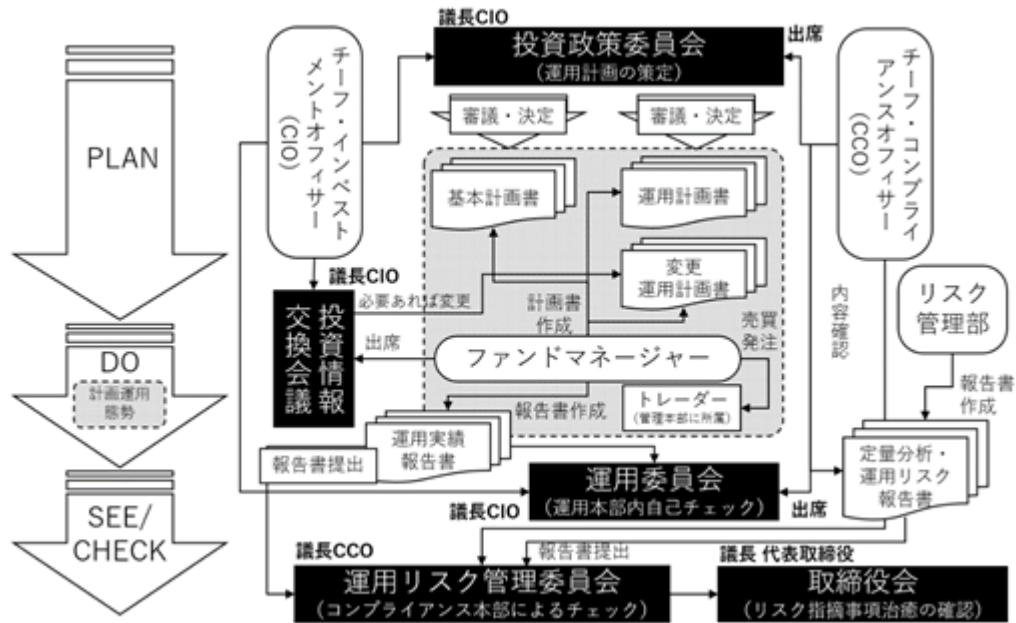 議長CIO
投資政策委員会
(運用計画の策定)
出席
チーフ・インベスト
メントオフィサー
(CIO)
チーフ・コンプライ
アンスオフィサー
(CCO)
PLAN
審議・決定
審議・決定
基本計画書
運用計画書
変更
運用計画書
議長CIO
投資情報
交換会議
必要あれば変更
計画書
作成
売買
発注
内容確認
リスク
管理部
出席
ファンドマネージャー
DO
計画運用
態勢
報告書作成
トレーダー
(管理本部に所属)
報告書
作成
運用実績
報告書
報告書提出
定量分析・
運用リスク
報告書
運用委員会
(運用本部内自己チェック)
議長CIO
出席
SEE/
CHECK
議長CCO
報告書提出
議長 代表取締役
運用リスク管理委員会
(コンプライアンス本部によるチェック)
取締役会
(リスク指摘事項治癒の確認)